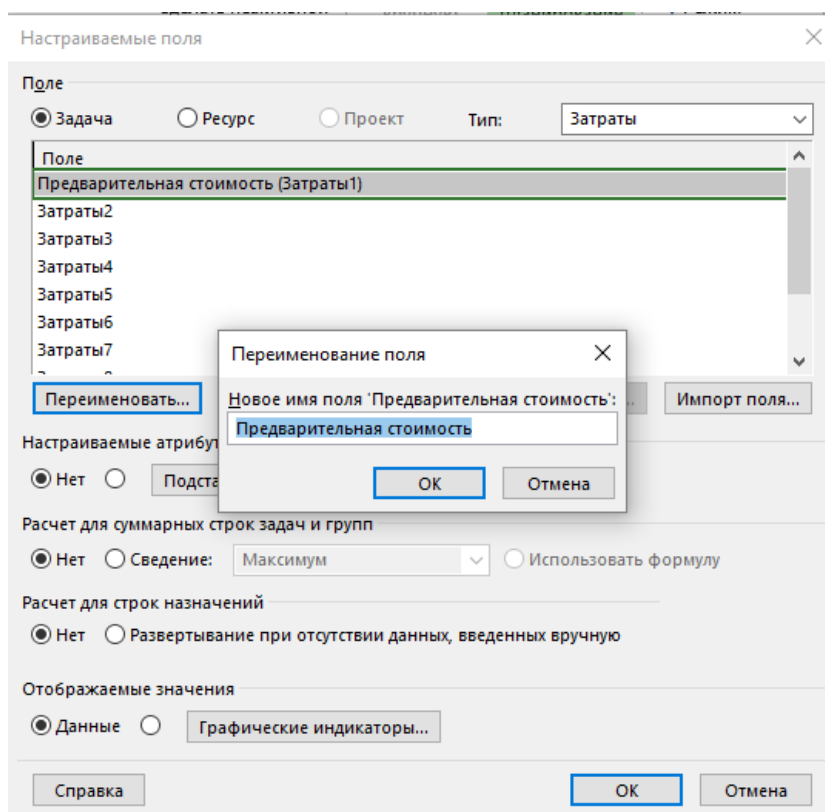 Настраиваемые поля
Поле
Задача Ресурс Проект Тип: Затраты
Поле
Предварительная стоимость (Затраты1)
Затраты2
Затраты3
Затраты4
Затраты5
Затраты6
Затраты7
Переименование поля
Переименовать... Новое имя поля 'Предварительная стоимость': Импорт поля...
Предварительная стоимость
Настраиваемые атрибут
Нет Подста
ОК Отмена
Расчет для суммарных строк задач и групп
Нет Сведение: Максимум Использовать формулу
Расчет для строк назначений
Нет Развертывание при отсутствии данных, введенных вручную
Отображаемые значения
Данные Графические индикаторы...
Справка ОК Отмена